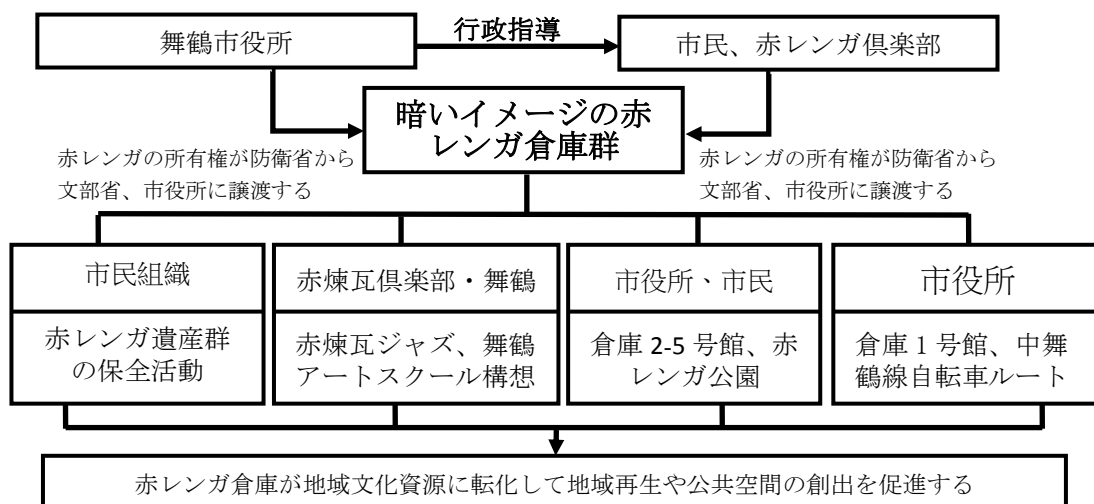 舞鶴市役所
行政指導
市民、赤レンガ倶楽部
暗いイメージの赤
レンガ倉庫群
赤レンガの所有権が防衛省から
文部省、市役所に譲渡する
赤レンガの所有権が防衛省から
文部省、市役所に譲渡する
市民組織
赤レンガ遺産群
の保全活動
赤煉瓦倶楽部・舞鶴
赤煉瓦ジャズ、舞鶴
アートスクール構想
市役所、市民
倉庫 2-5 号館、赤
レンガ公園
市役所
倉庫 1 号館、中舞
鶴線自転車ルート
赤レンガ倉庫が地域文化資源に転化して地域再生や公共空間の創出を促進する